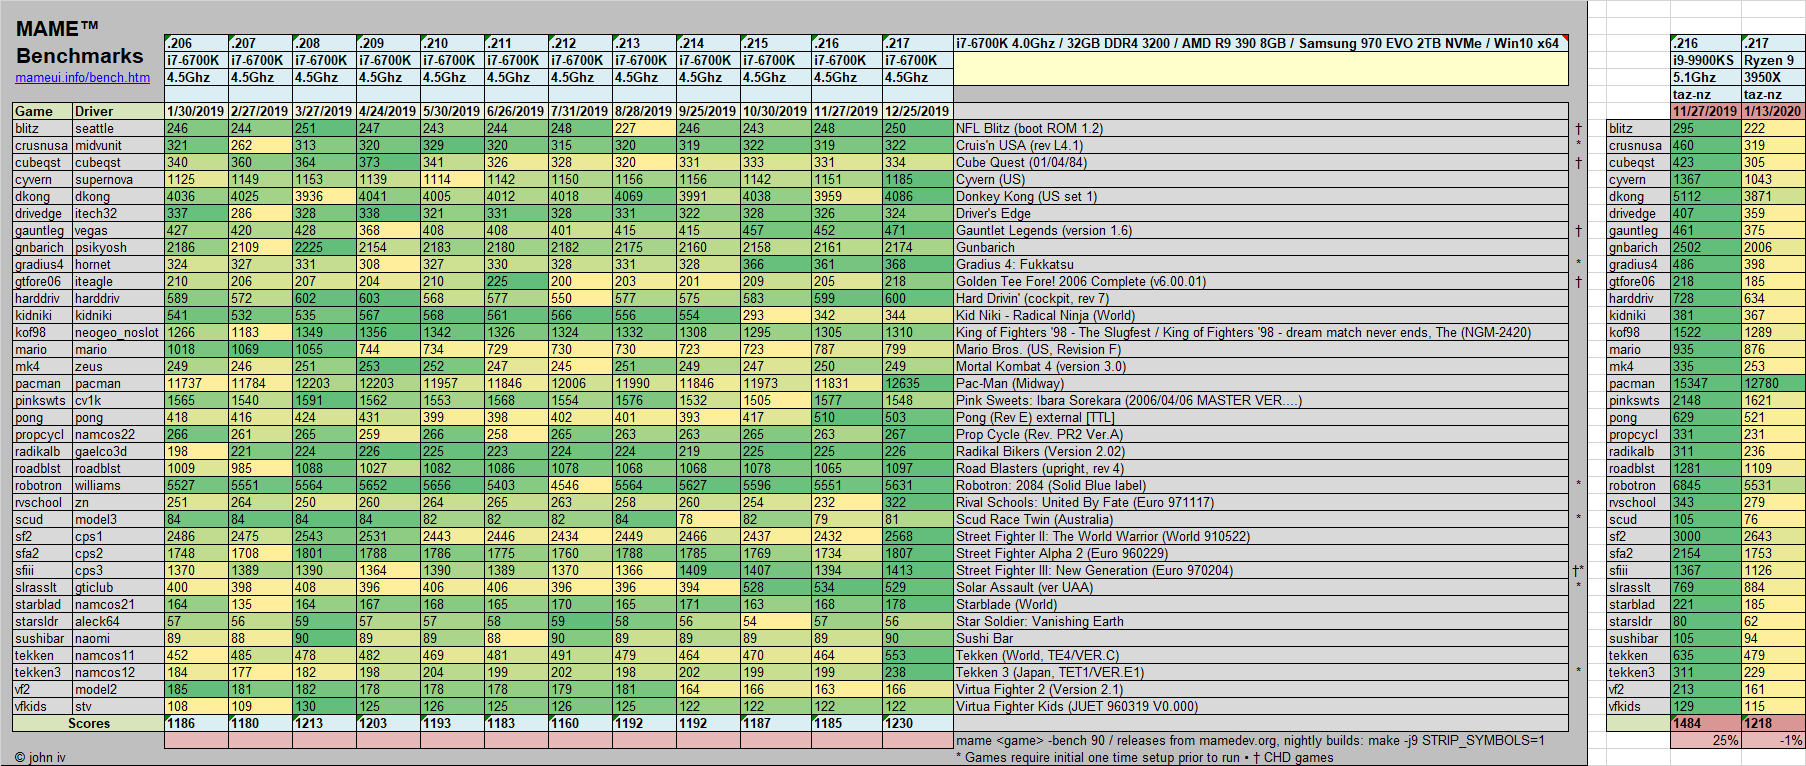 MAME™
Benchmarks
mameui.info/bench.htm
.206 .207 .208 .209 .210 .211 .212 .213 .214 .215 .216 .217 i7-6700K 4.0Ghz / 32GB DDR4 3200 / AMD R9 390 8GB / Samsung 970 EVO 2TB NVMe / Win10 x64 .216 .217
i7-6700K i7-6700K i7-6700K i7-6700K i7-6700K i7-6700K i7-6700K i7-6700K i7-6700K i7-6700K i7-6700K i7-6700K i9-9900KS Ryzen 9
4.5Ghz 4.5Ghz 4.5Ghz 4.5Ghz 4.5Ghz 4.5Ghz 4.5Ghz 4.5Ghz 4.5Ghz 4.5Ghz 4.5Ghz 4.5Ghz 5.1Ghz 3950X
taz-nz taz-nz
Game Driver 1/30/2019 2/27/2019 3/27/2019 4/24/2019 5/30/2019 6/26/2019 7/31/2019 8/28/2019 9/25/2019 10/30/2019 11/27/2019 12/25/2019 11/27/2019 1/13/2020
blitz seattle 246 244 251 247 243 244 248 227 246 243 248 250 NFL Blitz (boot ROM 1.2) † blitz 295 222
crusnusa midvunit 321 262 313 320 329 320 315 320 319 322 319 322 Cruis'n USA (rev L4.1) * crusnusa 460 319
cubeqst cubeqst 340 360 364 373 341 326 328 320 331 333 331 334 Cube Quest (01/04/84) † cubeqst 423 305
cyvern supernova 1125 1149 1153 1139 1114 1142 1150 1156 1156 1142 1151 1185 Cyvern (US) cyvern 1367 1043
dkong dkong 4036 4025 3936 4041 4005 4012 4018 4069 3991 4038 3959 4086 Donkey Kong (US set 1) dkong 5112 3871
drivedge itech32 337 286 328 338 321 331 328 331 322 328 326 324 Driver's Edge drivedge 407 359
gauntleg vegas 427 420 428 368 408 408 401 415 415 457 452 471 Gauntlet Legends (version 1.6) † gauntleg 461 375
gnbarich psikyosh 2186 2109 2225 2154 2183 2180 2182 2175 2160 2158 2161 2174 Gunbarich gnbarich 2502 2006
gradius4 hornet 324 327 331 308 327 330 328 331 328 366 361 368 Gradius 4: Fukkatsu * gradius4 486 398
gtfore06 iteagle 210 206 207 204 210 225 200 203 201 209 205 218 Golden Tee Fore! 2006 Complete (v6.00.01) † gtfore06 218 185
harddriv harddriv 589 572 602 603 568 577 550 577 575 583 599 600 Hard Drivin' (cockpit, rev 7) harddriv 728 634
kidniki kidniki 541 532 535 567 568 561 566 556 554 293 342 344 Kid Niki - Radical Ninja (World) kidniki 381 367
kof98 neogeo_noslot 1266 1183 1349 1356 1342 1326 1324 1332 1308 1295 1305 1310 King of Fighters '98 - The Slugfest / King of Fighters '98 - dream match never ends, The (NGM-2420) kof98 1522 1289
mario mario 1018 1069 1055 744 734 729 730 730 723 723 787 799 Mario Bros. (US, Revision F) mario 935 876
mk4 zeus 249 246 251 253 252 247 245 251 249 247 250 249 Mortal Kombat 4 (version 3.0) mk4 335 253
pacman pacman 11737 11784 12203 12203 11957 11846 12006 11990 11846 11973 11831 12635 Pac-Man (Midway) pacman 15347 12780
pinkswts cv1k 1565 1540 1591 1562 1553 1568 1554 1576 1532 1505 1577 1548 Pink Sweets: Ibara Sorekara (2006/04/06 MASTER VER....) pinkswts 2148 1621
pong pong 418 416 424 431 399 398 402 401 393 417 510 503 Pong (Rev E) external [TTL] pong 629 521
propcycl namcos22 266 261 265 259 266 258 265 263 263 265 263 267 Prop Cycle (Rev. PR2 Ver.A) propcycl 331 231
radikalb gaelco3d 198 221 224 226 225 223 224 224 219 225 225 226 Radikal Bikers (Version 2.02) radikalb 311 236
roadblst roadblst 1009 985 1088 1027 1082 1086 1078 1068 1068 1078 1065 1097 Road Blasters (upright, rev 4) roadblst 1281 1109
robotron williams 5527 5551 5564 5652 5656 5403 4546 5564 5627 5596 5551 5631 Robotron: 2084 (Solid Blue label) * robotron 6845 5531
rvschool zn 251 264 250 260 264 265 263 258 260 254 232 322 Rival Schools: United By Fate (Euro 971117) rvschool 343 279
scud model3 84 84 84 84 82 82 82 84 78 82 79 81 Scud Race Twin (Australia) * scud 105 76
sf2 cps1 2486 2475 2543 2531 2443 2446 2434 2449 2466 2437 2432 2568 Street Fighter II: The World Warrior (World 910522) sf2 3000 2643
sfa2 cps2 1748 1708 1801 1788 1786 1775 1760 1788 1785 1769 1734 1807 Street Fighter Alpha 2 (Euro 960229) sfa2 2154 1753
sfiii cps3 1370 1389 1390 1364 1390 1389 1370 1366 1409 1407 1394 1413 Street Fighter III: New Generation (Euro 970204) †* sfiii 1367 1126
slrasslt gticlub 400 398 408 396 406 406 396 396 394 528 534 529 Solar Assault (ver UAA) * slrasslt 769 884
starblad namcos21 164 135 164 167 168 165 170 165 171 163 168 178 Starblade (World) starblad 221 185
starsldr aleck64 57 56 59 57 57 58 59 58 56 54 57 56 Star Soldier: Vanishing Earth starsldr 80 62
sushibar naomi 89 88 90 89 89 88 90 89 89 89 89 90 Sushi Bar sushibar 105 94
tekken namcos11 452 485 478 482 469 481 491 479 464 470 464 553 Tekken (World, TE4/VER.C) tekken 635 479
tekken3 namcos12 184 177 182 198 204 199 202 198 202 199 199 238 Tekken 3 (Japan, TET1/VER.E1) * tekken3 311 229
vf2 model2 185 181 182 178 178 178 179 181 164 166 163 166 Virtua Fighter 2 (Version 2.1) vf2 213 161
vfkids stv 108 109 130 125 126 125 125 126 122 122 122 122 Virtua Fighter Kids (JUET 960319 V0.000) vfkids 129 115
Scores 1186 1180 1213 1203 1193 1183 1160 1192 1192 1187 1185 1230 1484 1218
mame <game> -bench 90 / releases from mamedev.org, nightly builds: make -j9 STRIP_SYMBOLS=1 25% -1%
© john iv * Games require initial one time setup prior to run • † CHD games